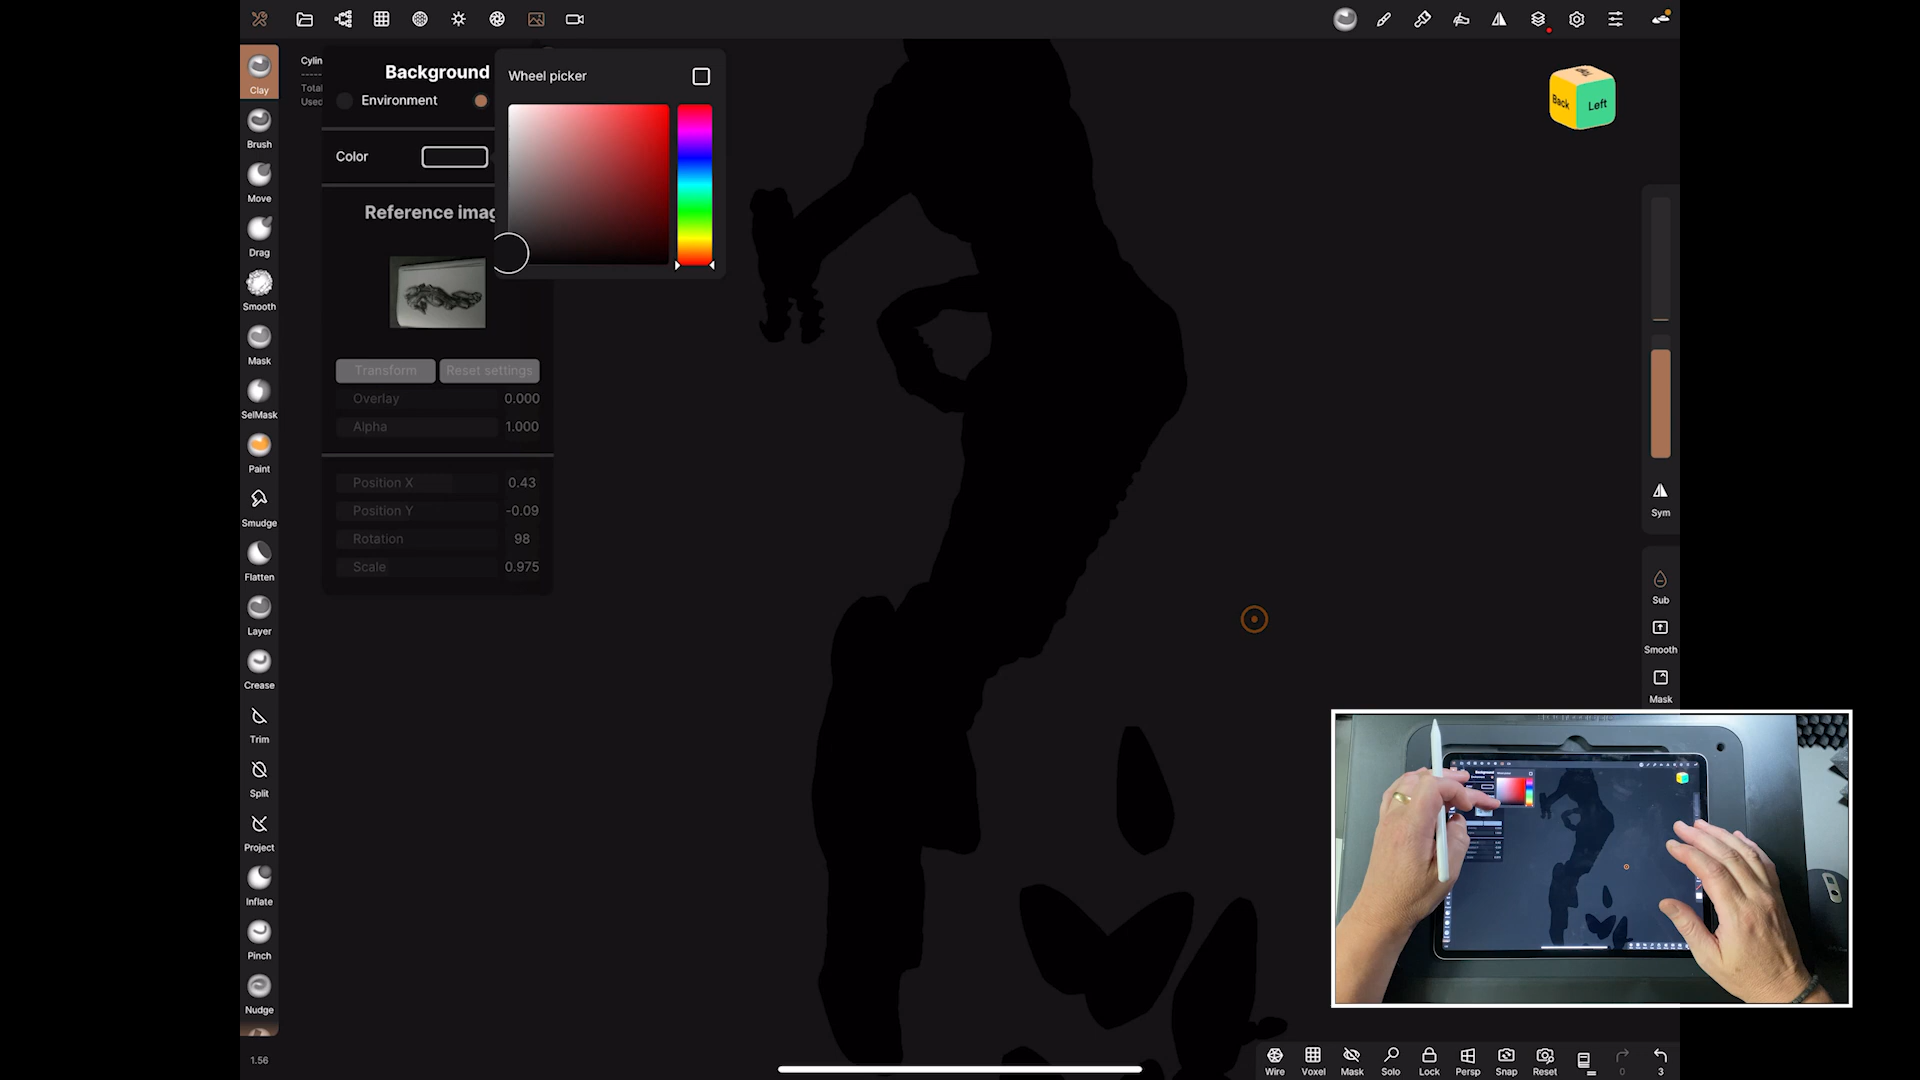 Clay
Brush
Move
Drag
Smooth
Mask
SelMask
Paint
Smudge
Flatten
Layer
Crease
Trim
Split
Project
Inflate
Pinch
Nudge
1.56
Cylin
-----
Total
Used
Background
Environment
Color
Reference imag
Transform
Reset settings
Overlay 0.000
Alpha 1.000
Position X 0.43
Position Y -0.09
Rotation 98
Scale 0.975
Wheel picker
Back
Left
Sym
Sub
Smooth
Mask
Wire
Voxel
Mask
Solo
Lock
Persp
Snap
Reset
0
3